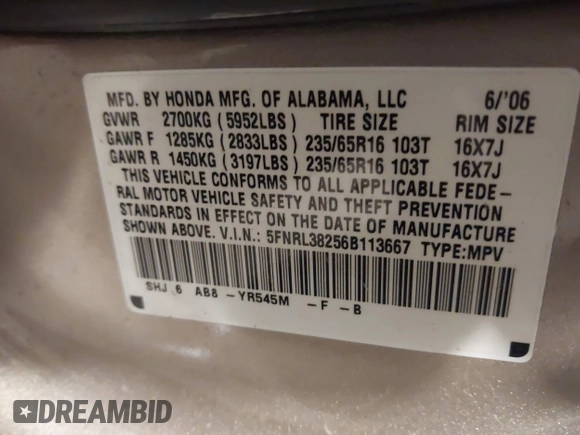 MFD. BY HONDA MFG. OF ALABAMA, LLC 6/'06
GVWR 2700KG (5952LBS) TIRE SIZE RIM SIZE
GAWR F 1285KG (2833LBS) 235/65R16 103T 16X7J
GAWR R 1450KG (3197LBS) 235/65R16 103T 16X7J
THIS VEHICLE CONFORMS TO ALL APPLICABLE FEDE-
RAL MOTOR VEHICLE SAFETY AND THEFT PREVENTION
STANDARDS IN EFFECT ON THE DATE OF MANUFACTURE
SHOWN ABOVE. V.I.N.: 5FNRL38256B113667 TYPE:MPV
SHJ 6 AB8 -YR545M -F -B
DREAMBID